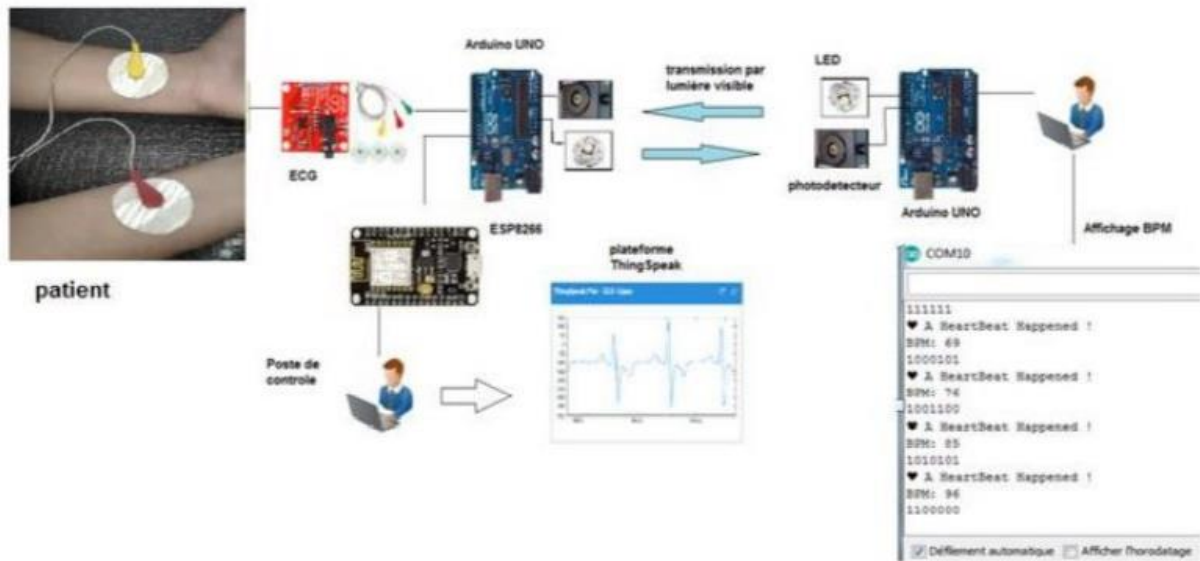 patient
ECG
Arduino UNO
transmission par
lumière visible
LED
photodetecteur
Arduino UNO
Affichage BPM
ESP8266
Poste de
controle
plateforme
ThingSpeak
COM10
111111
♥ A HeartBeat Happened !
BPM: 69
1000101
♥ A HeartBeat Happened !
BPM: 76
1001100
♥ A HeartBeat Happened !
BPM: 85
1010101
♥ A HeartBeat Happened !
BPM: 96
1100000
Défilement automatique
Afficher l'horodatage